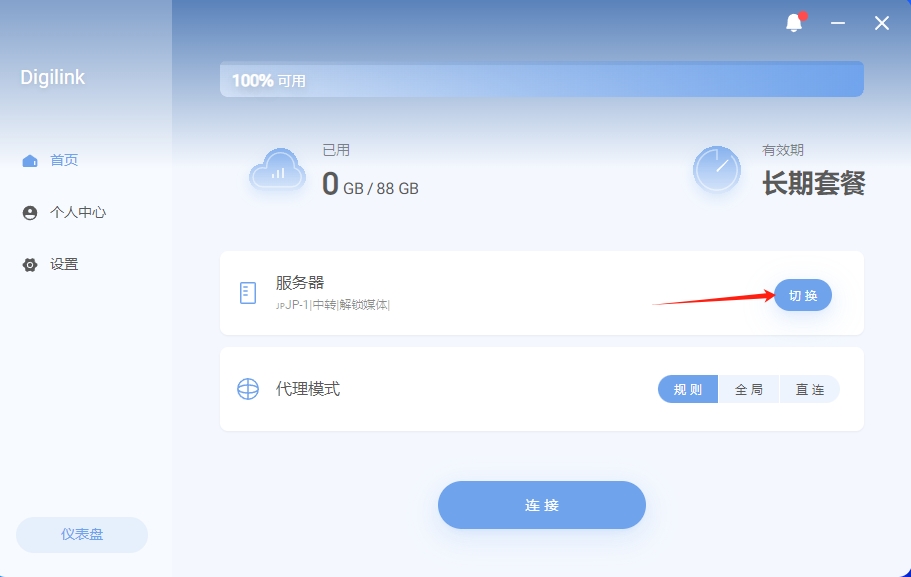 Digilink
首页
个人中心
设置
仪表盘
100% 可用
已用
0 GB / 88 GB
有效期
长期套餐
服务器
JPJP-1|中转|解锁媒体|
切换
代理模式
规则
全局
直连
连接